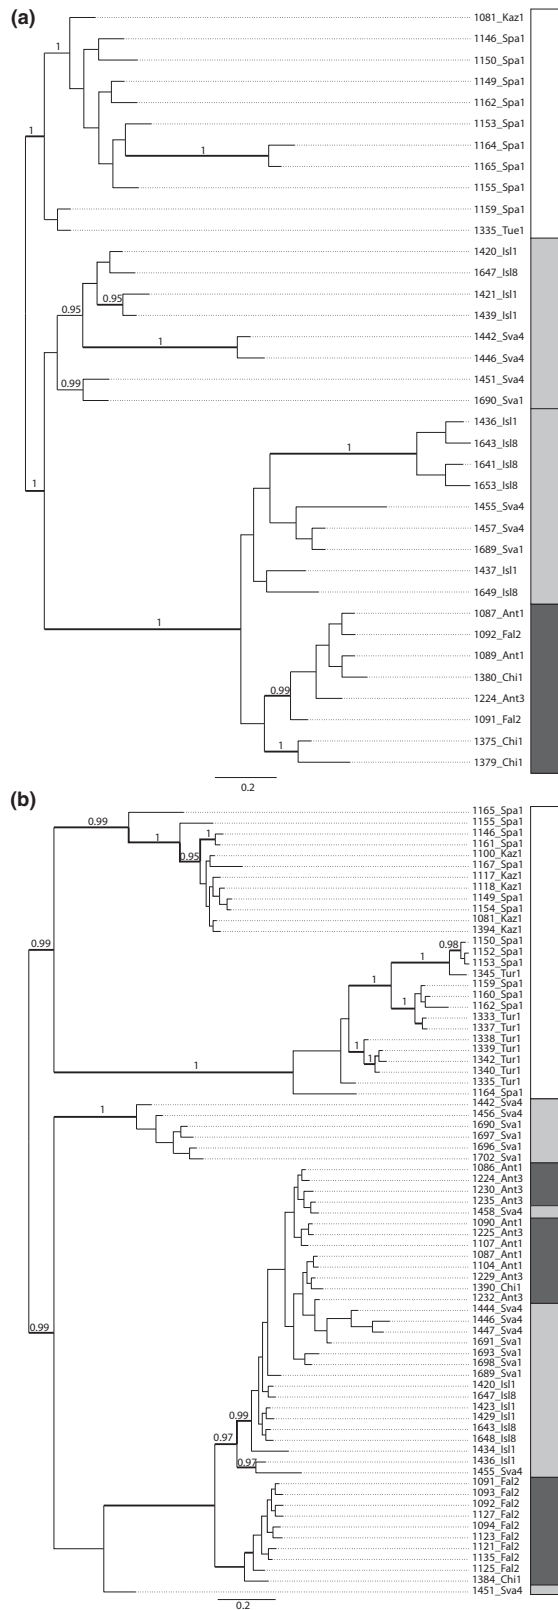 (a)
1081_Kaz1
1146_Spa1
1
1150_Spa1
1149_Spa1
1162_Spa1
1153_Spa1
1
1164_Spa1
1
1165_Spa1
1155_Spa1
1159_Spa1
1335_Tue1
1420_Isl1
1647_Isl8
0.95
1421_Isl1
0.95
1439_Isl1
1442_Sva4
1
1446_Sva4
1451_Sva4
0.99
1690_Sva1
1436_Isl1
1
1643_Isl8
1641_Isl8
1
1653_Isl8
1455_Sva4
1457_Sva4
1689_Sva1
1437_Isl1
1649_Isl8
1087_Ant1
1
1092_Fal2
1089_Ant1
1380_Chi1
0.99
1224_Ant3
1091_Fal2
1375_Chi1
1
1379_Chi1
0.2
(b)
1165_Spa1
0.99
1155_Spa1
1
1146_Spa1
1
1161_Spa1
0.95
1100_Kaz1
1167_Spa1
1117_Kaz1
1118_Kaz1
1149_Spa1
1154_Spa1
1081_Kaz1
1394_Kaz1
1150_Spa1
0.98
0.99
1152_Spa1
1153_Spa1
1345_Tur1
1
1159_Spa1
1160_Spa1
1162_Spa1
1
1333_Tur1
1337_Tur1
1338_Tur1
1339_Tur1
1
1342_Tur1
1
1340_Tur1
1
1335_Tur1
1164_Spa1
1442_Sva4
1456_Sva4
1
1690_Sva1
1697_Sva1
1696_Sva1
1702_Sva1
1086_Ant1
1224_Ant3
1230_Ant3
1235_Ant3
1458_Sva4
1090_Ant1
1225_Ant3
1107_Ant1
1087_Ant1
1104_Ant1
1229_Ant3
1390_Chi1
1232_Ant3
1444_Sva4
1446_Sva4
0.99
1447_Sva4
1691_Sva1
1693_Sva1
1698_Sva1
1689_Sva1
1420_Isl1
1647_Isl8
1423_Isl1
0.99
1429_Isl1
1643_Isl8
0.97
1648_Isl8
1434_Isl1
1436_Isl1
0.97
1455_Sva4
1091_Fal2
1093_Fal2
1092_Fal2
1127_Fal2
1094_Fal2
1123_Fal2
1121_Fal2
1135_Fal2
1125_Fal2
1384_Chi1
1451_Sva4
0.2